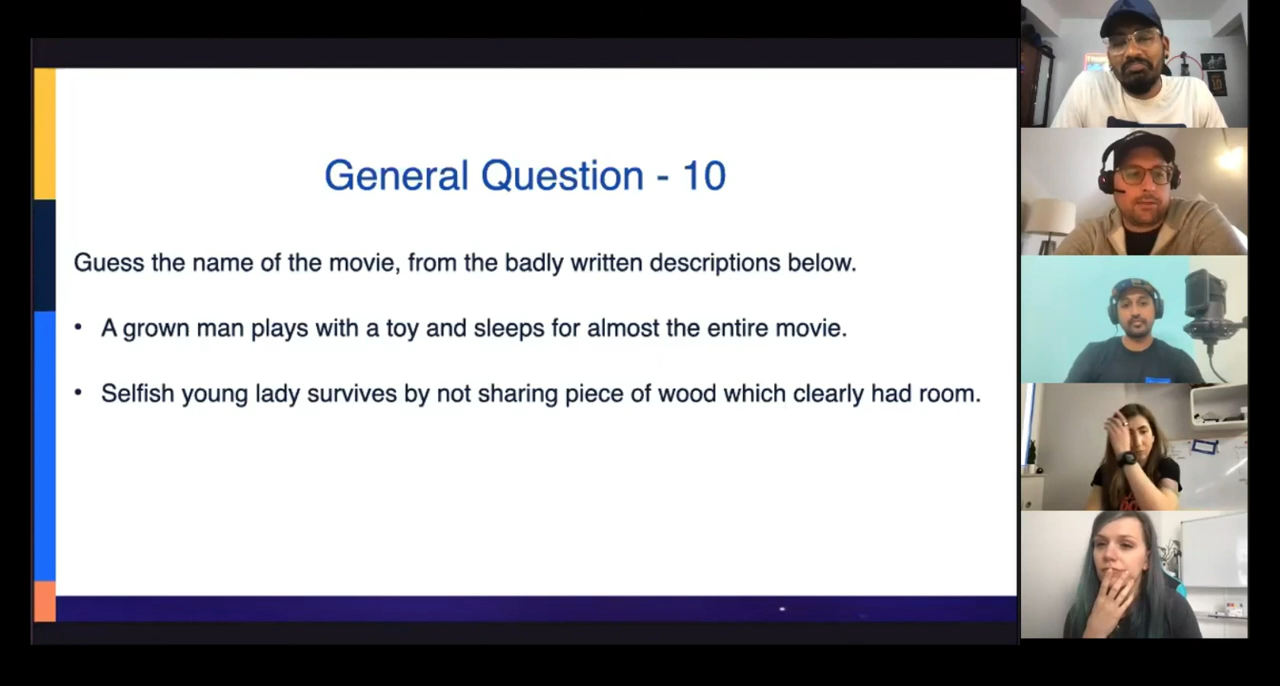 General Question - 10
Guess the name of the movie, from the badly written descriptions below.
• A grown man plays with a toy and sleeps for almost the entire movie.
• Selfish young lady survives by not sharing piece of wood which clearly had room.